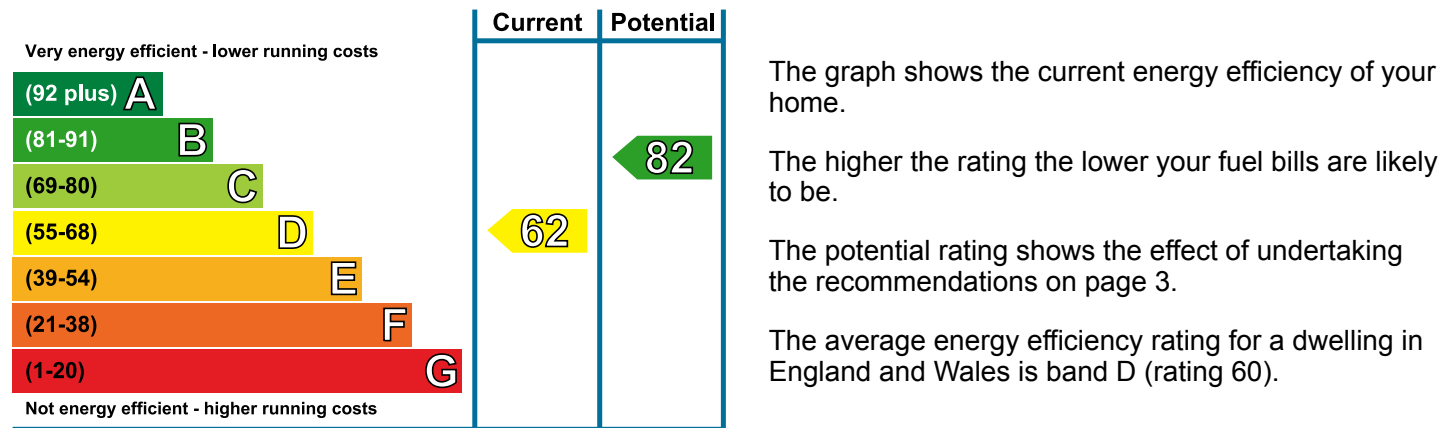 Current Potential
Very energy efficient - lower running costs
(92 plus) A
(81-91) B
(69-80) C
(55-68) D
(39-54) E
(21-38) F
(1-20) G
Not energy efficient - higher running costs
62
82
The graph shows the current energy efficiency of your
home.
The higher the rating the lower your fuel bills are likely
to be.
The potential rating shows the effect of undertaking
the recommendations on page 3.
The average energy efficiency rating for a dwelling in
England and Wales is band D (rating 60).